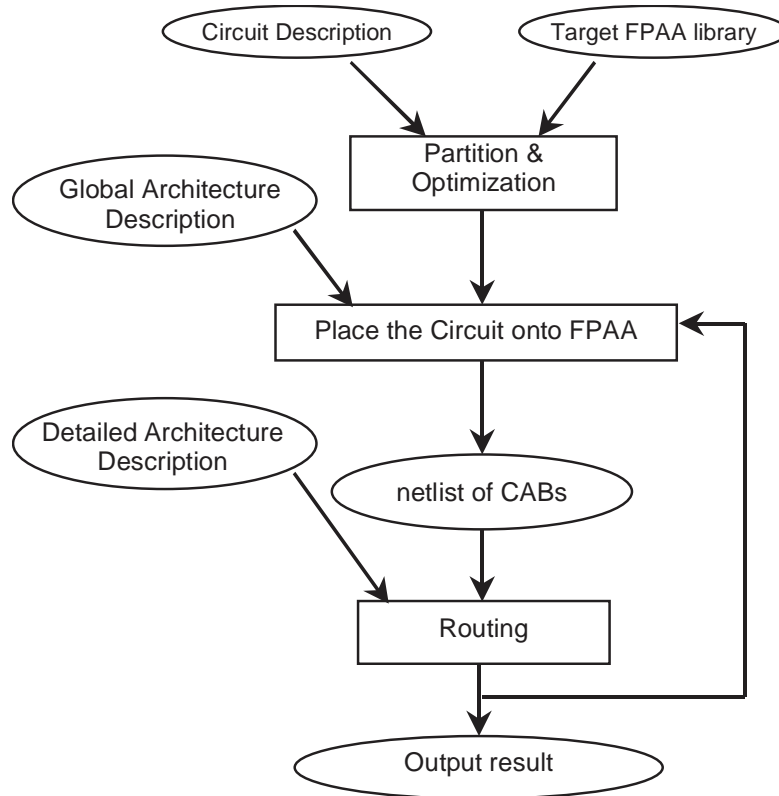 Circuit Description
Target FPAA library
Partition &
Optimization
Global Architecture
Description
Place the Circuit onto FPAA
Detailed Architecture
Description
netlist of CABs
Routing
Output result